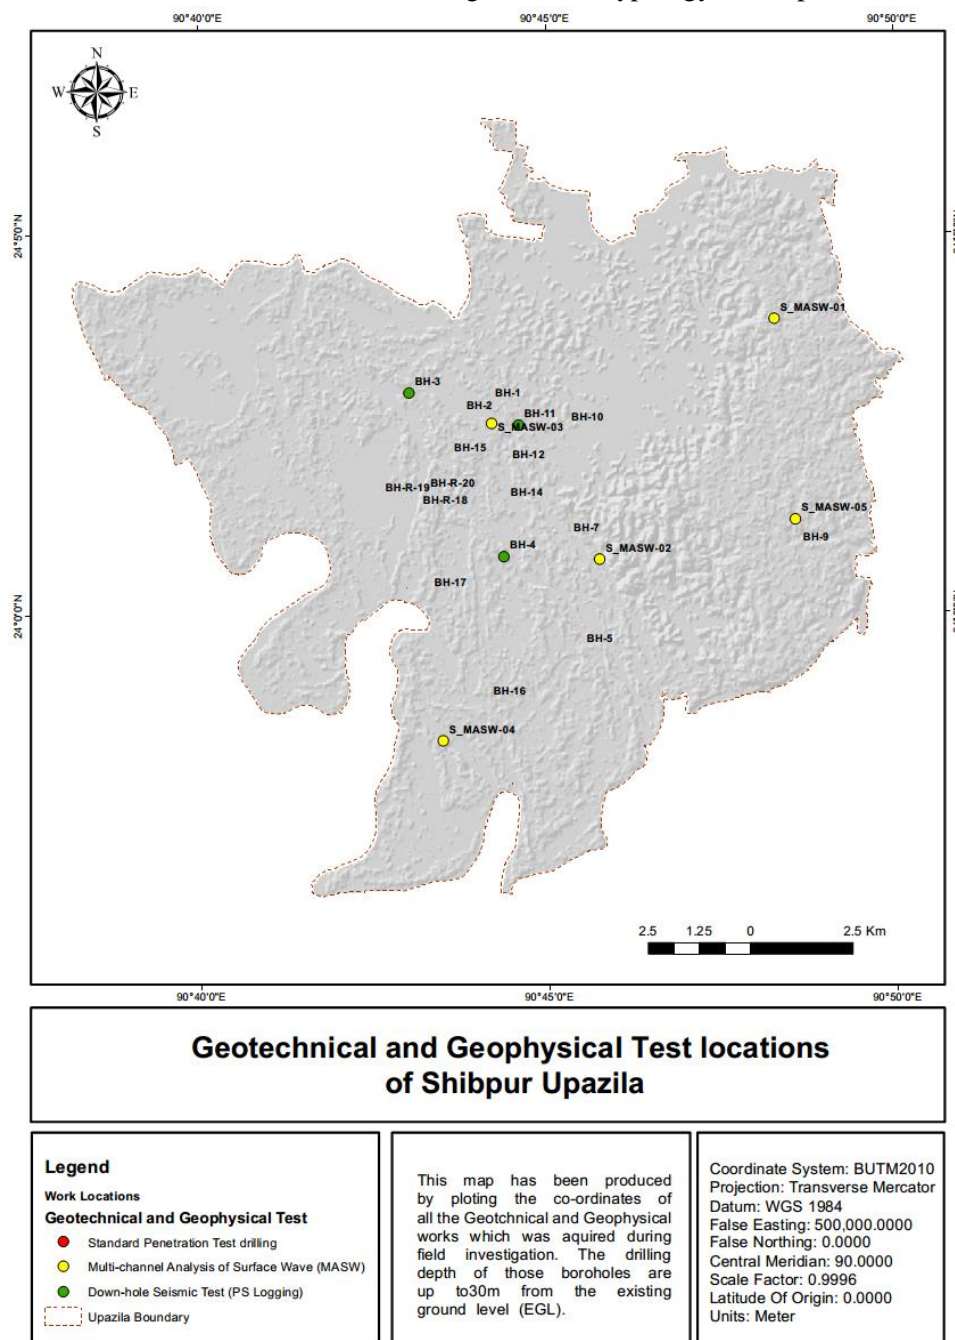 90°40'0"E
90°45'0"E
90°50'0"E
N
W
E
S
24°5'0"N
S_MASW-01
BH-3
BH-1
BH-2
BH-11
BH-10
S_MASW-03
BH-15
BH-12
BH-R-20
BH-R-19
BH-14
BH-R-18
S_MASW-05
BH-7
BH-9
BH-4
S_MASW-02
BH-17
24°0'0"N
BH-5
BH-16
S_MASW-04
2.5 1.25 0 2.5 Km
90°40'0"E
90°45'0"E
90°50'0"E
Geotechnical and Geophysical Test locations
of Shibpur Upazila
Legend
Work Locations
Geotechnical and Geophysical Test
Standard Penetration Test drilling
Multi-channel Analysis of Surface Wave (MASW)
Down-hole Seismic Test (PS Logging)
Upazila Boundary
This map has been produced
by ploting the co-ordinates of
all the Geotchnical and Geophysical
works which was aquired during
field investigation. The drilling
depth of those boroholes are
up to30m from the existing
ground level (EGL).
Coordinate System: BUTM2010
Projection: Transverse Mercator
Datum: WGS 1984
False Easting: 500,000.0000
False Northing: 0.0000
Central Meridian: 90.0000
Scale Factor: 0.9996
Latitude Of Origin: 0.0000
Units: Meter